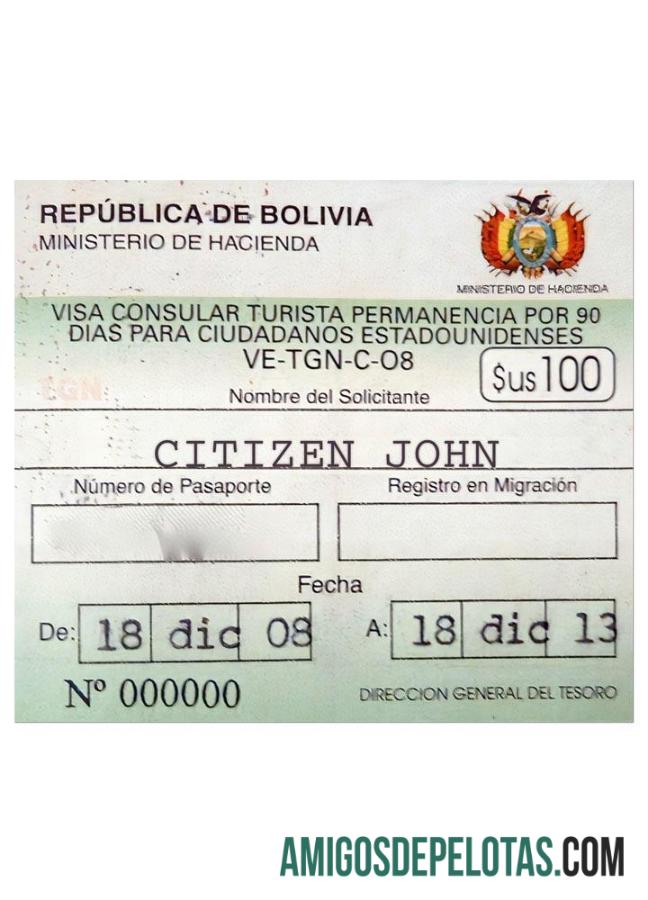 REPÚBLICA DE BOLIVIA
MINISTERIO DE HACIENDA
MINISTERIO DE HACIENDA
VISA CONSULAR TURISTA PERMANENCIA POR 90
DIAS PARA CIUDADANOS ESTADOUNIDENSES
VE-TGN-C-08
$us100
TGN
Nombre del Solicitante
CITIZEN JOHN
Número de Pasaporte
Registro en Migración
Fecha
De: 18 dic 08 A: 18 dic 13
Nº 000000
DIRECCION GENERAL DEL TESORO
AMIGOSDEPELOTAS.COM